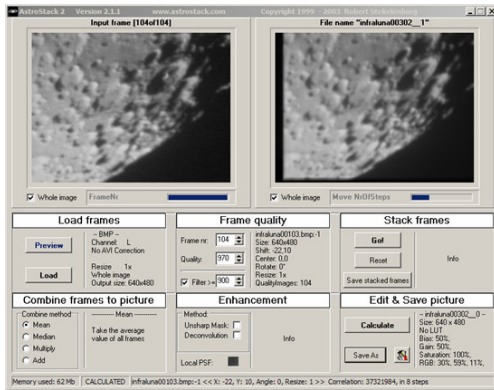 AstroStack 2 Version 2.1.1 www.astrostack.com Copyright 1999 - 2003 Robert Stekelenburg
Input frame [104of104]
File name "infraluna00302__1"
Whole image
FrameNr
Whole image
Move NrOfSteps
Load frames
Preview
Load
-- BMP --
Channel: L
No AVI Correction
Resize 1x
Whole image
Output size: 640x480
Frame quality
Frame nr: 104
Quality: 970
Filter >= 900
infraluna00103.bmp:-1
Size: 640x480
Shift: -22,10
Center: 0,0
Rotate: 0°
Resize: 1x
QualityImages: 104
Stack frames
Go!
Reset
Save stacked frames
Info
Combine frames to picture
Combine method:
Mean
Median
Multiply
Add
---- Mean ----
Take the average
value of all frames
Enhancement
Method:
Unsharp Mask:
Deconvolution:
Local PSF:
Info
Edit & Save picture
Calculate
Save As
-- infraluna00302__0 --
Size: 640 x 480
No LUT
Bias: 50%,
Gain: 50%,
Saturation: 100%,
RGB: 30%, 59%, 11%,
Memory used: 62 Mb
CALCULATED
infraluna00103.bmp:-1 << X: -22, Y: 10, Angle: 0, Resize: 1 >> Correlation: 37321984, in 8 steps